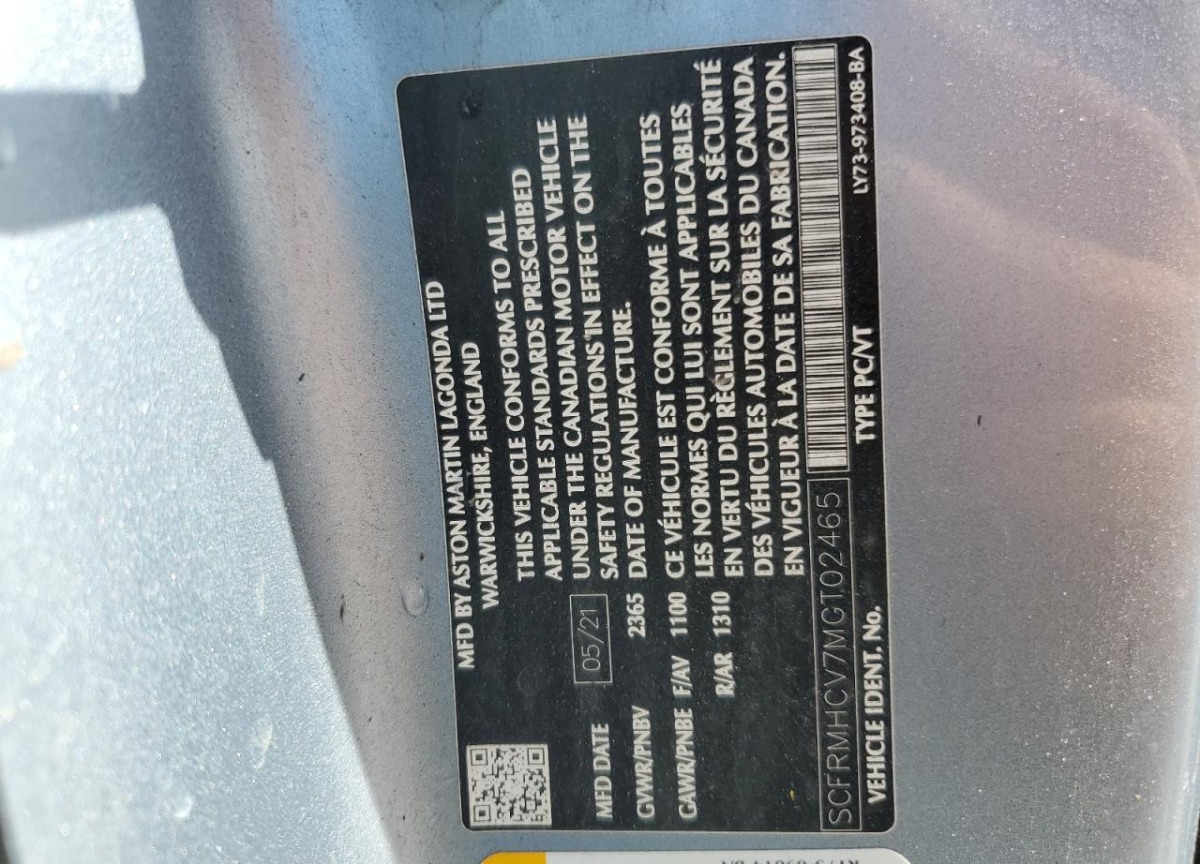 MFD BY ASTON MARTIN LAGONDA LTD
WARWICKSHIRE, ENGLAND
THIS VEHICLE CONFORMS TO ALL
APPLICABLE STANDARDS PRESCRIBED
MFD DATE 05/21 UNDER THE CANADIAN MOTOR VEHICLE
SAFETY REGULATIONS IN EFFECT ON THE
GVWR/PNBV 2365 DATE OF MANUFACTURE.
GAWR/PNBE F/AV 1100 CE VÉHICULE EST CONFORME À TOUTES
LES NORMES QUI LUI SONT APPLICABLES
R/AR 1310 EN VERTU DU RÈGLEMENT SUR LA SÉCURITÉ
DES VÉHICULES AUTOMOBILES DU CANADA
EN VIGUEUR À LA DATE DE SA FABRICATION.
SCFRMHCV7MGT02465
VEHICLE IDENT. No. TYPE PC/VT LY73-973408-BA